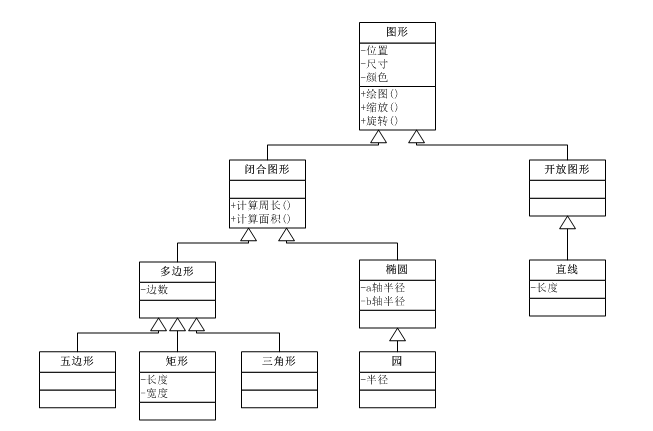 图形
-位置
-尺寸
-颜色
+绘图()
+缩放()
+旋转()
闭合图形
+计算周长()
+计算面积()
开放图形
多边形
-边数
椭圆
-a轴半径
-b轴半径
直线
-长度
五边形
矩形
-长度
-宽度
三角形
园
-半径